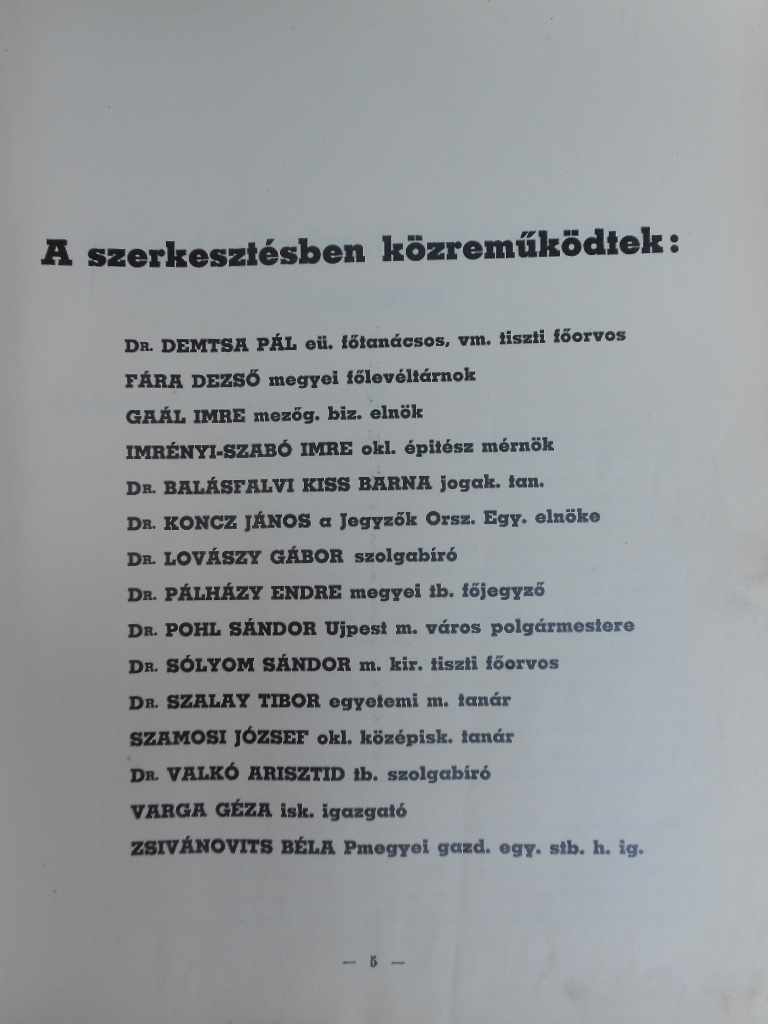 A szerkesztésben közreműködtek:
DR. DEMTSA PÁL eü. főtanácsos, vm. tiszti főorvos
FÁRA DEZSŐ megyei főlevéltárnok
GAÁL IMRE mezőg. biz. elnök
IMRÉNYI-SZABÓ IMRE okl. épitész mérnök
DR. BALÁSFALVI KISS BARNA jogak. tan.
DR. KONCZ JÁNOS a Jegyzők Orsz. Egy. elnöke
DR. LOVÁSZY GÁBOR szolgabíró
DR. PÁLHÁZY ENDRE megyei tb. főjegyző
DR. POHL SÁNDOR Ujpest m. város polgármestere
DR. SÓLYOM SÁNDOR m. kir. tiszti főorvos
DR. SZALAY TIBOR egyetemi m. tanár
SZAMOSI JÓZSEF okl. középisk. tanár
DR. VALKÓ ARISZTID tb. szolgabíró
VARGA GÉZA isk. igazgató
ZSIVÁNOVITS BÉLA Pmegyei gazd. egy. stb. h. ig.
— 5 —